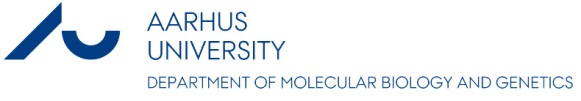 AARHUS
UNIVERSITY
DEPARTMENT OF MOLECULAR BIOLOGY AND GENETICS